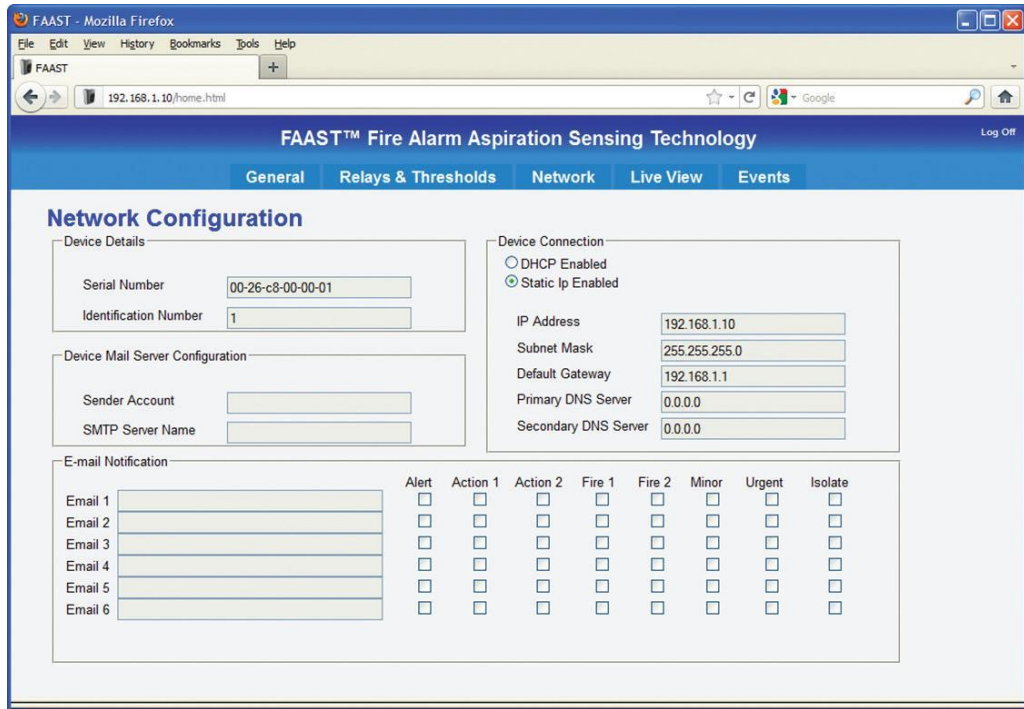 FAAST - Mozilla Firefox
File Edit View History Bookmarks Tools Help
FAAST
192.168.1.10/home.html
Google
FAAST™ Fire Alarm Aspiration Sensing Technology
Log Off
General Relays & Thresholds Network Live View Events
Network Configuration
Device Details
Serial Number 00-26-c8-00-00-01
Identification Number 1
Device Mail Server Configuration
Sender Account
SMTP Server Name
Device Connection
DHCP Enabled
Static Ip Enabled
IP Address 192.168.1.10
Subnet Mask 255.255.255.0
Default Gateway 192.168.1.1
Primary DNS Server 0.0.0.0
Secondary DNS Server 0.0.0.0
E-mail Notification
Alert Action 1 Action 2 Fire 1 Fire 2 Minor Urgent Isolate
Email 1
Email 2
Email 3
Email 4
Email 5
Email 6